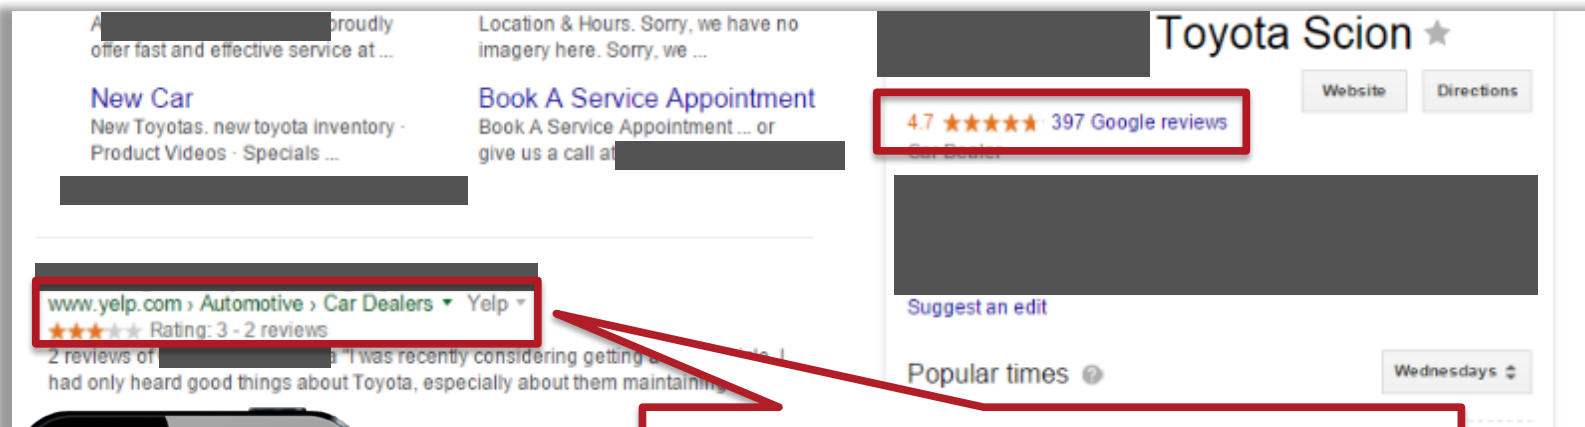 A proudly
offer fast and effective service at ...
Location & Hours. Sorry, we have no
imagery here. Sorry, we ...
New Car
New Toyotas. new toyota inventory ·
Product Videos · Specials ...
Book A Service Appointment
Book A Service Appointment ... or
give us a call at
www.yelp.com › Automotive › Car Dealers ▾ Yelp ▾
Rating: 3 - 2 reviews
2 reviews of a "I was recently considering getting a
had only heard good things about Toyota, especially about them maintaining
Toyota Scion
Website
Directions
4.7 397 Google reviews
Car Dealer
Suggest an edit
Popular times ?
Wednesdays